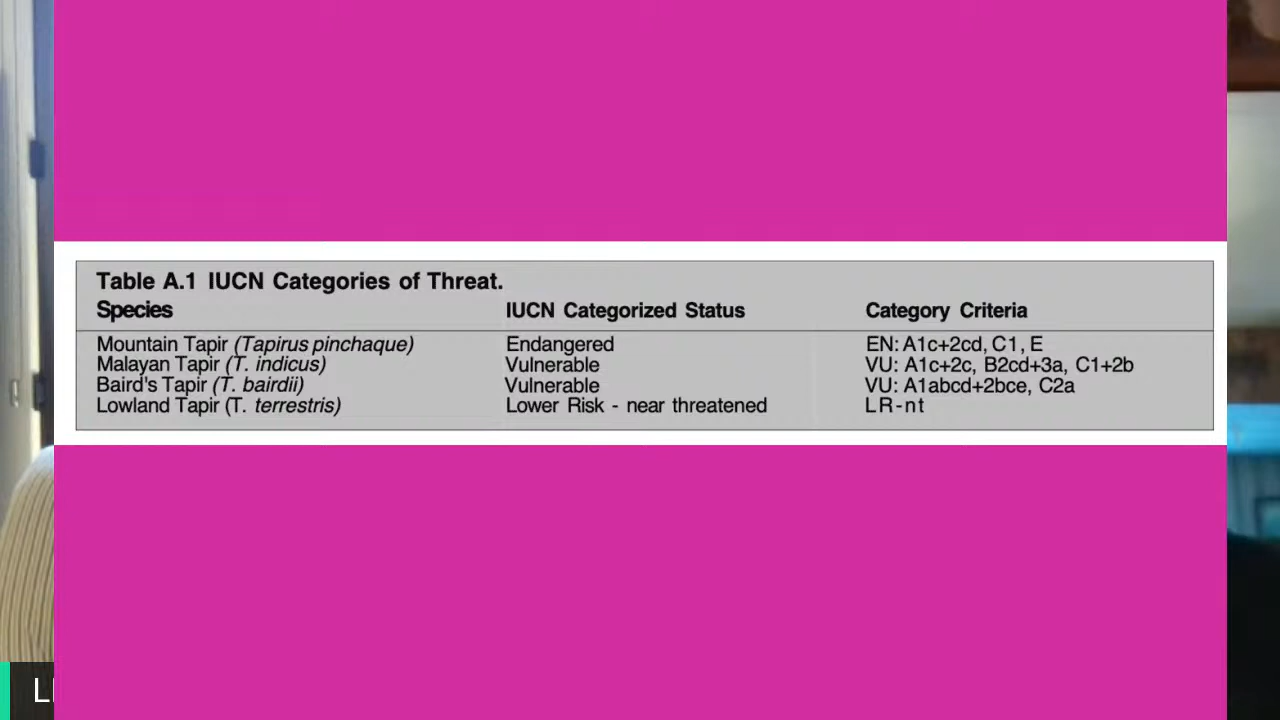 Table A.1 IUCN Categories of Threat.
Species IUCN Categorized Status Category Criteria
Mountain Tapir (Tapirus pinchaque) Endangered EN: A1c+2cd, C1, E
Malayan Tapir (T. indicus) Vulnerable VU: A1c+2c, B2cd+3a, C1+2b
Baird's Tapir (T. bairdii) Vulnerable VU: A1abcd+2bce, C2a
Lowland Tapir (T. terrestris) Lower Risk - near threatened LR-nt